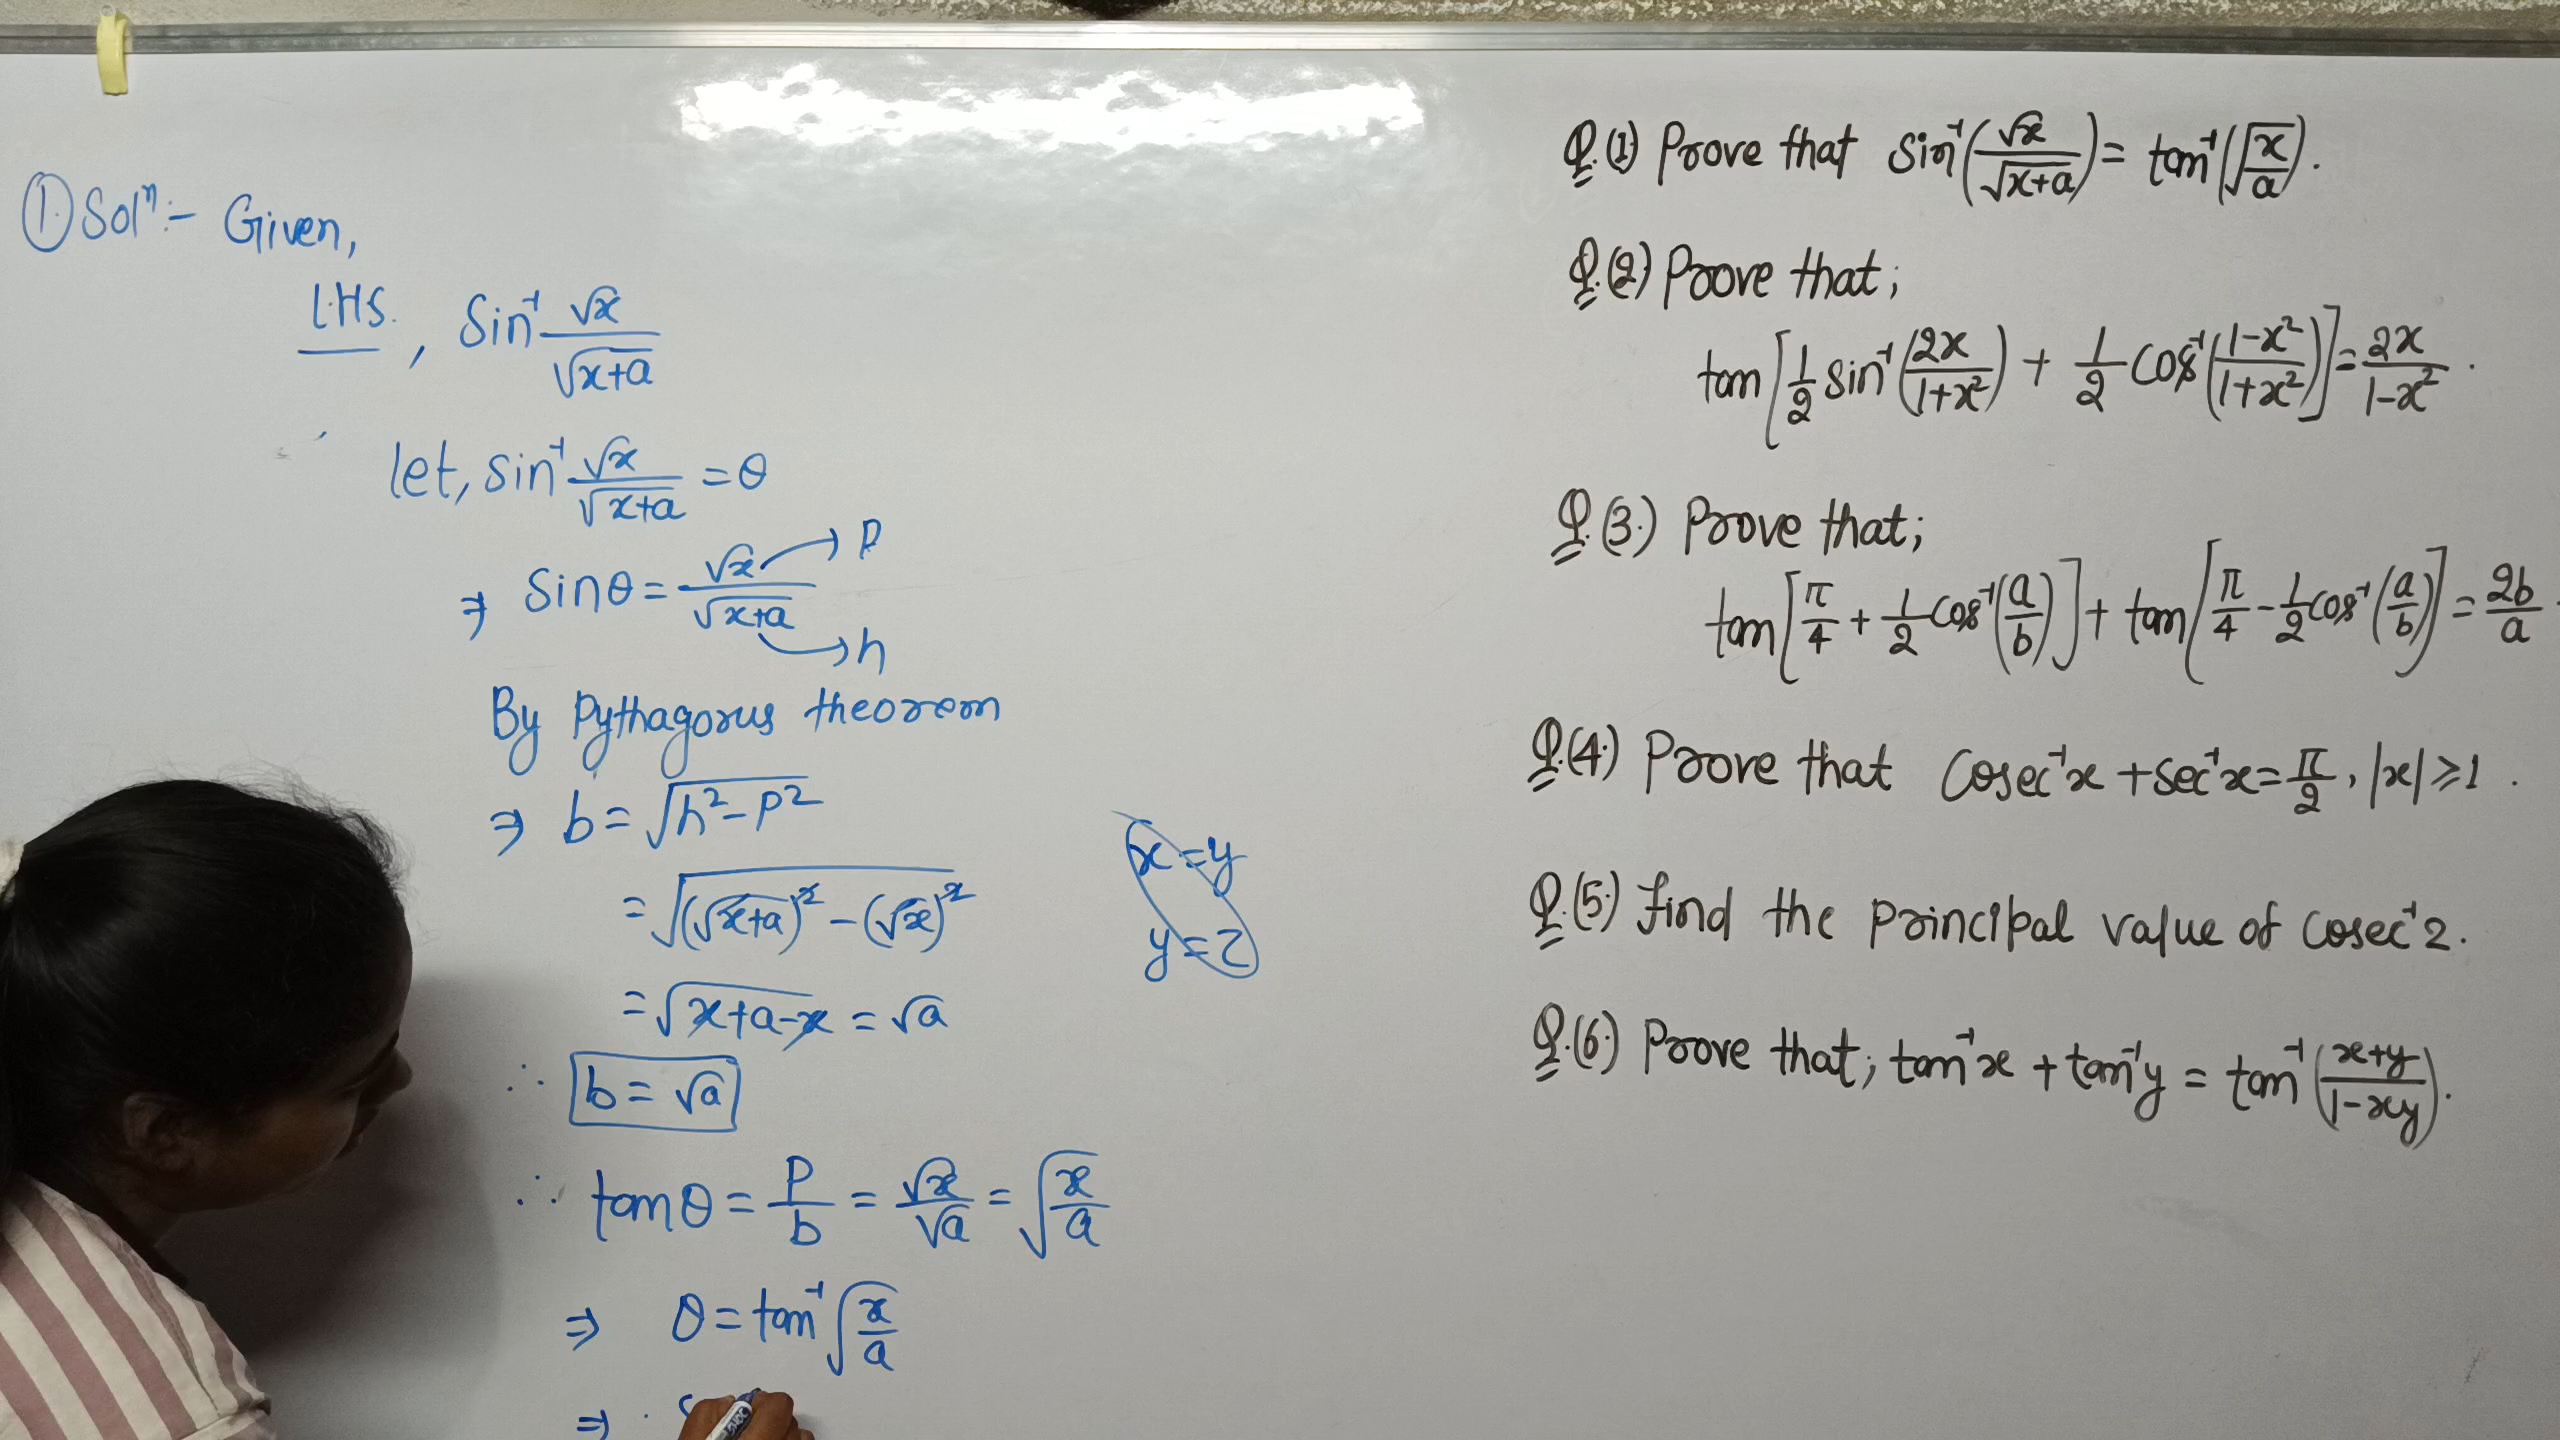 ① Solⁿ:- Given,
L.H.S. , Sin⁻¹ √x/√(x+a)
let, sin⁻¹ √x/√(x+a) = θ
⇒ Sinθ = √x/√(x+a) → P → h
By Pythagorus theorem
⇒ b = √(h²-P²)
= √((√(x+a))² - (√x)²)
= √(x+a-x) = √a
∴ b = √a
∴ tanθ = P/b = √x/√a = √(x/a)
⇒ θ = tan⁻¹ √(x/a)
⇒ S
x = y
y = z
Q.(1) Prove that Sin⁻¹(√x/√(x+a)) = tan⁻¹(√(x/a)).
Q.(2) Prove that;
tan[1/2 sin⁻¹(2x/(1+x²)) + 1/2 cos⁻¹((1-x²)/(1+x²))] = 2x/(1-x²).
Q.(3.) Prove that;
tan[π/4 + 1/2 cos⁻¹(a/b)] + tan[π/4 - 1/2 cos⁻¹(a/b)] = 2b/a.
Q.(4.) Prove that Cosec⁻¹x + sec⁻¹x = π/2, |x| ≥ 1.
Q.(5.) find the principal value of cosec⁻¹2.
Q.(6.) Prove that; tan⁻¹x + tan⁻¹y = tan⁻¹((x+y)/(1-xy)).